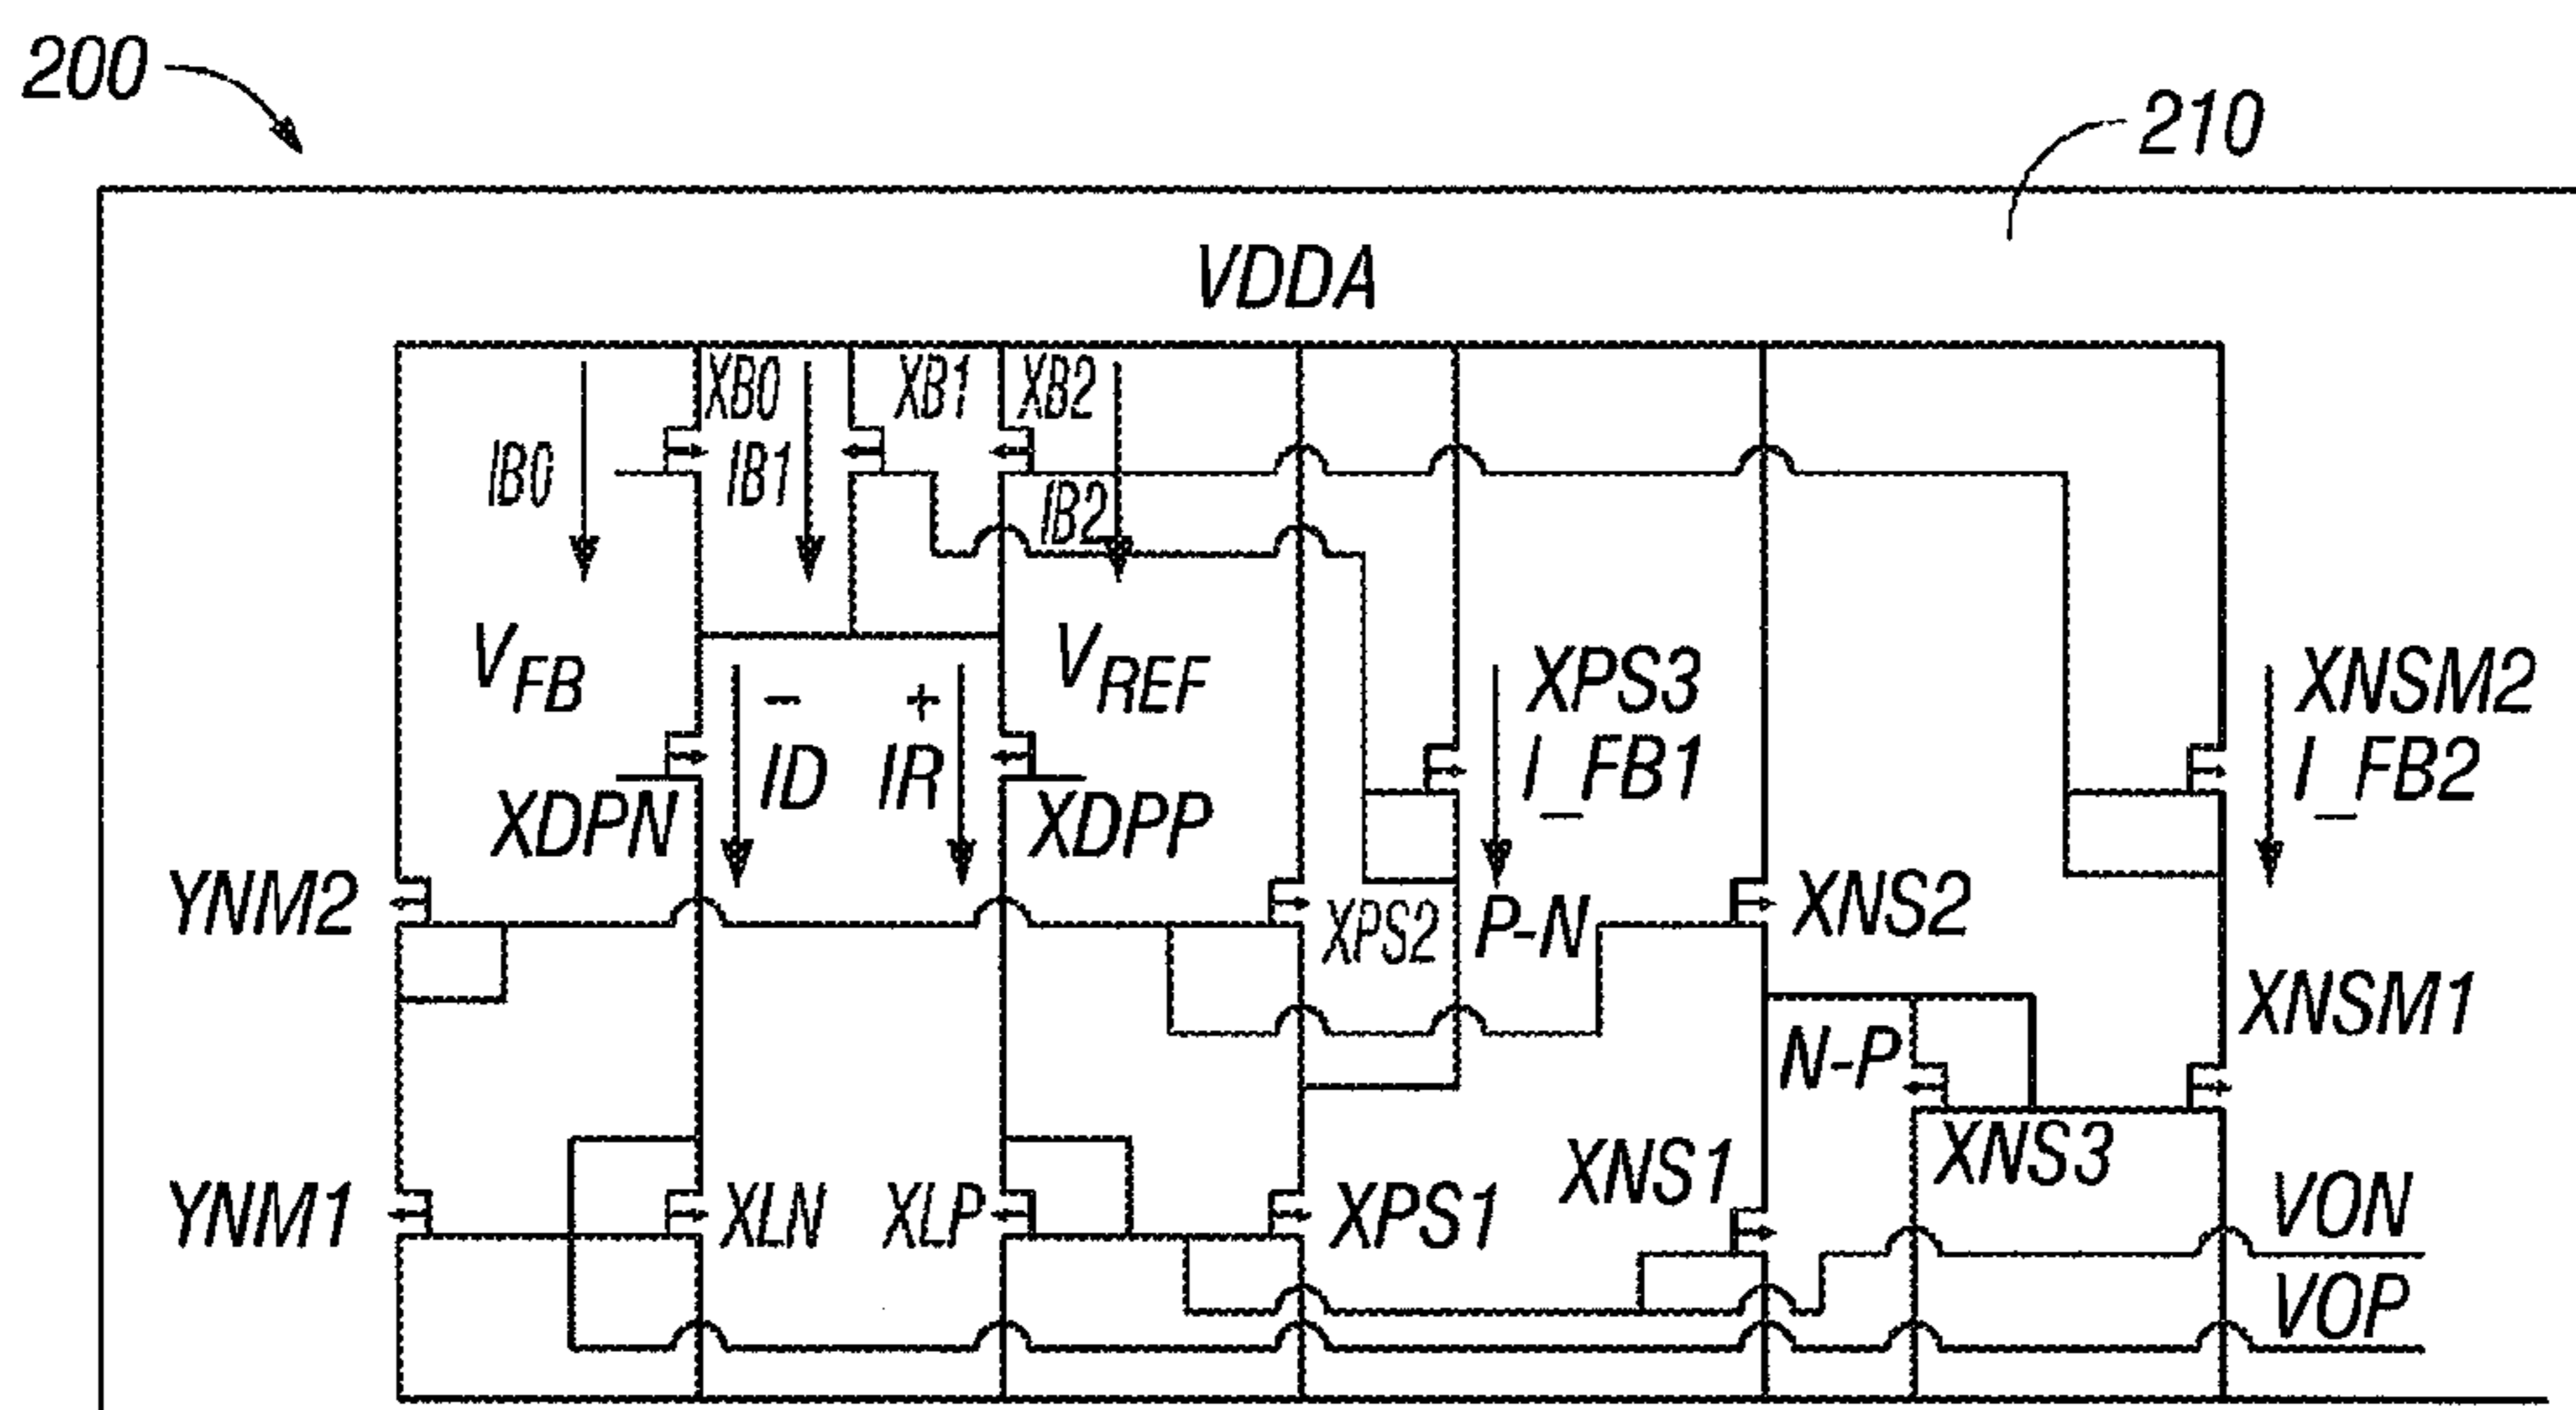 200
210
VDDA
XB0
XB1
XB2
IB0
IB1
IB2
VFB
VREF
- +
ID
IR
XDPN
XDPP
XPS3
I_FB1
XNSM2
I_FB2
YNM2
XPS2
P-N
XNS2
XNSM1
N-P
XNS3
XNS1
YNM1
XLN
XLP
XPS1
VON
VOP